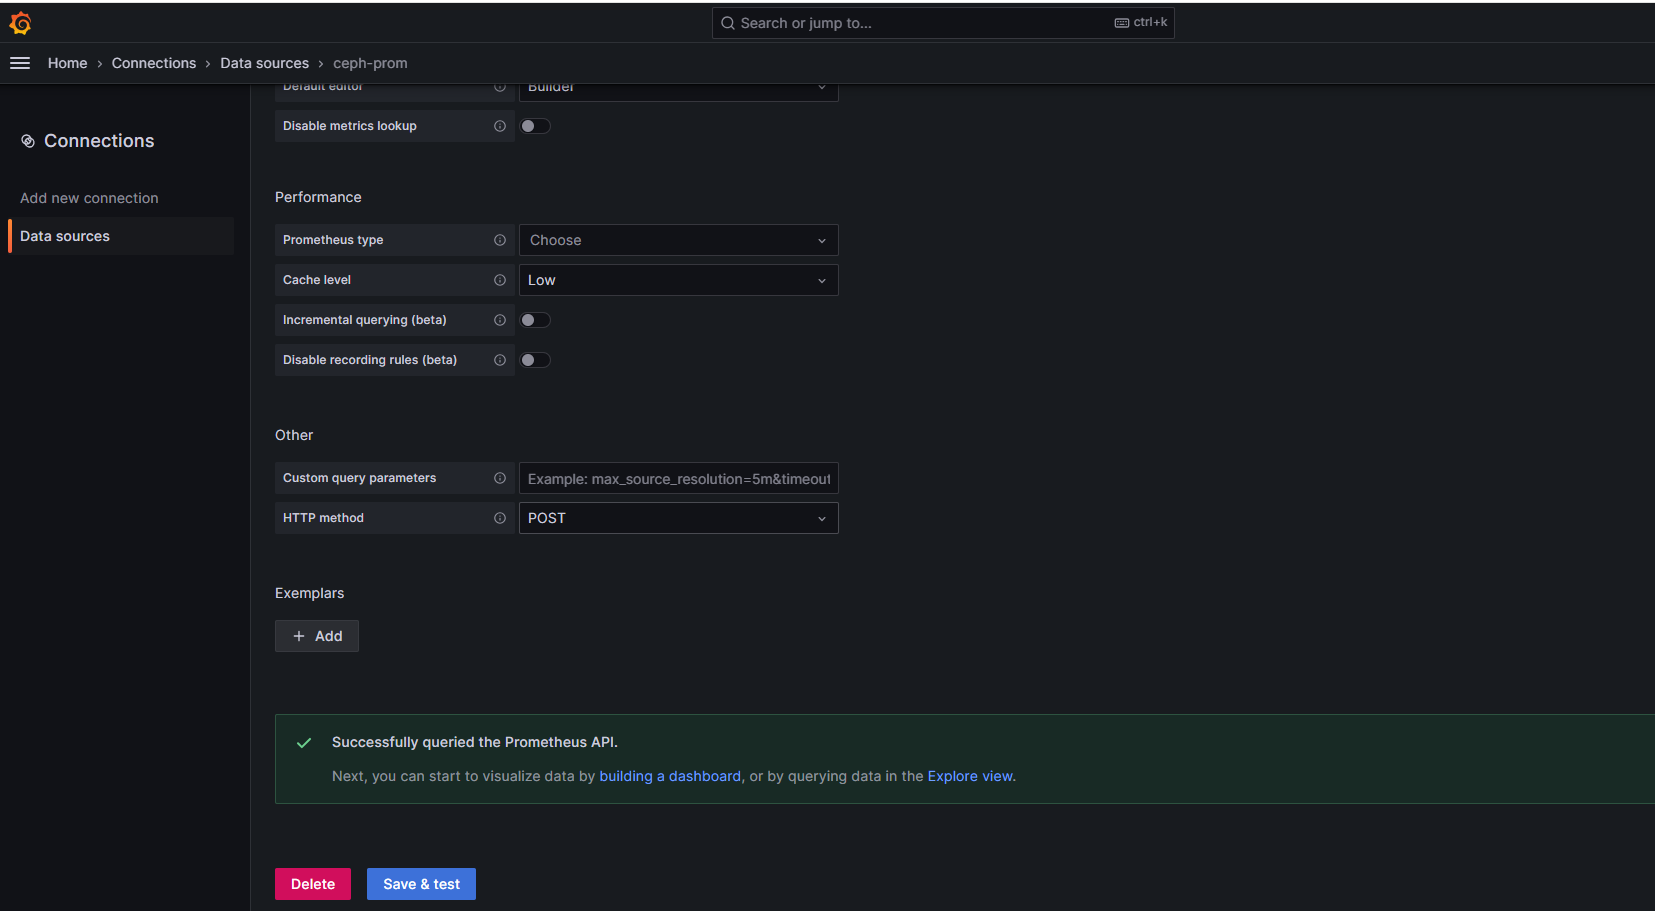 Search or jump to...
ctrl+k
Home › Connections › Data sources › ceph-prom
Connections
Add new connection
Data sources
Default editor
Builder
Disable metrics lookup
Performance
Prometheus type
Choose
Cache level
Low
Incremental querying (beta)
Disable recording rules (beta)
Other
Custom query parameters
Example: max_source_resolution=5m&timeout
HTTP method
POST
Exemplars
Add
Successfully queried the Prometheus API.
Next, you can start to visualize data by building a dashboard, or by querying data in the Explore view.
Delete
Save & test